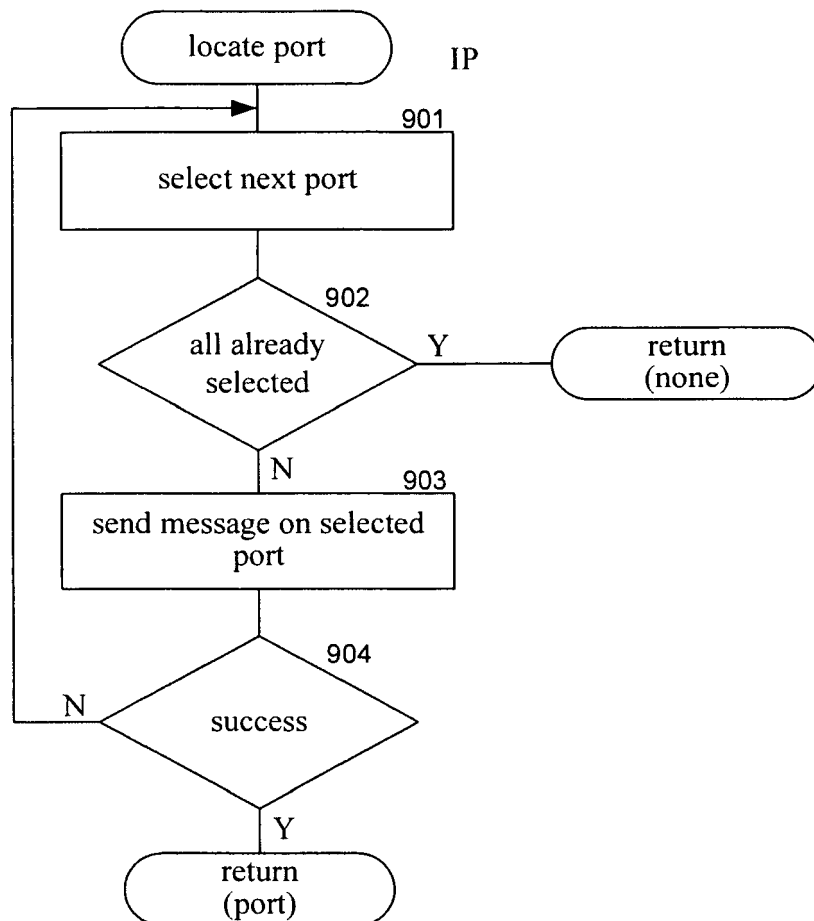 locate port
IP
901
select next port
902
all already
selected
Y
return
(none)
N
903
send message on selected
port
904
N
success
Y
return
(port)